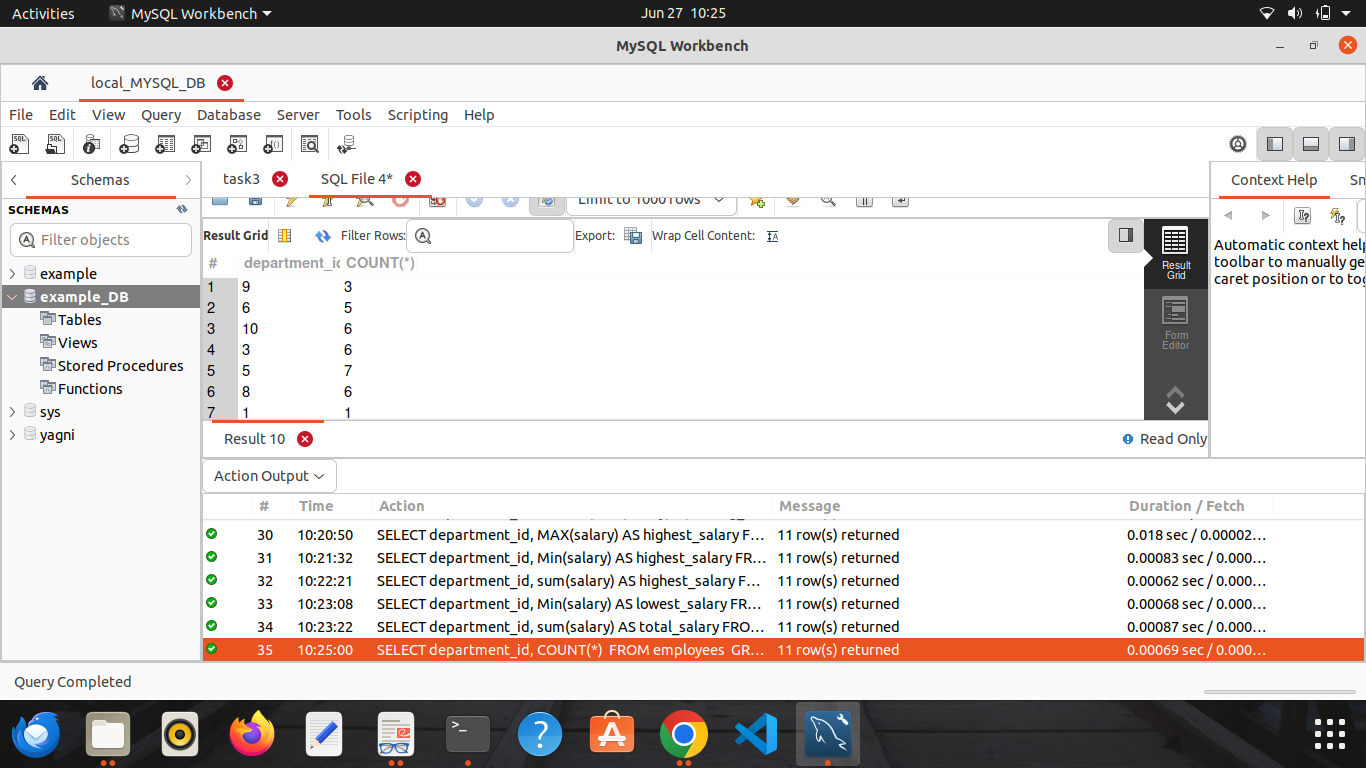 Activities MySQL Workbench Jun 27 10:25
MySQL Workbench
local_MYSQL_DB
File Edit View Query Database Server Tools Scripting Help
Schemas task3 SQL File 4* Context Help Sn
SCHEMAS Limit to 1000 rows
Filter objects Result Grid Filter Rows: Export: Wrap Cell Content:
Automatic context help
toolbar to manually ge
caret position or to tog
Result
Grid
Form
Editor
# department_id COUNT(*)
1 9 3
2 6 5
3 10 6
4 3 6
5 5 7
6 8 6
7 1 1
example
example_DB
Tables
Views
Stored Procedures
Functions
sys
yagni
Result 10 Read Only
Action Output
# Time Action Message Duration / Fetch
30 10:20:50 SELECT department_id, MAX(salary) AS highest_salary F... 11 row(s) returned 0.018 sec / 0.00002...
31 10:21:32 SELECT department_id, Min(salary) AS highest_salary FR... 11 row(s) returned 0.00083 sec / 0.000...
32 10:22:21 SELECT department_id, sum(salary) AS highest_salary F... 11 row(s) returned 0.00062 sec / 0.000...
33 10:23:08 SELECT department_id, Min(salary) AS lowest_salary FR... 11 row(s) returned 0.00068 sec / 0.000...
34 10:23:22 SELECT department_id, sum(salary) AS total_salary FRO... 11 row(s) returned 0.00087 sec / 0.000...
35 10:25:00 SELECT department_id, COUNT(*) FROM employees GR... 11 row(s) returned 0.00069 sec / 0.000...
Query Completed